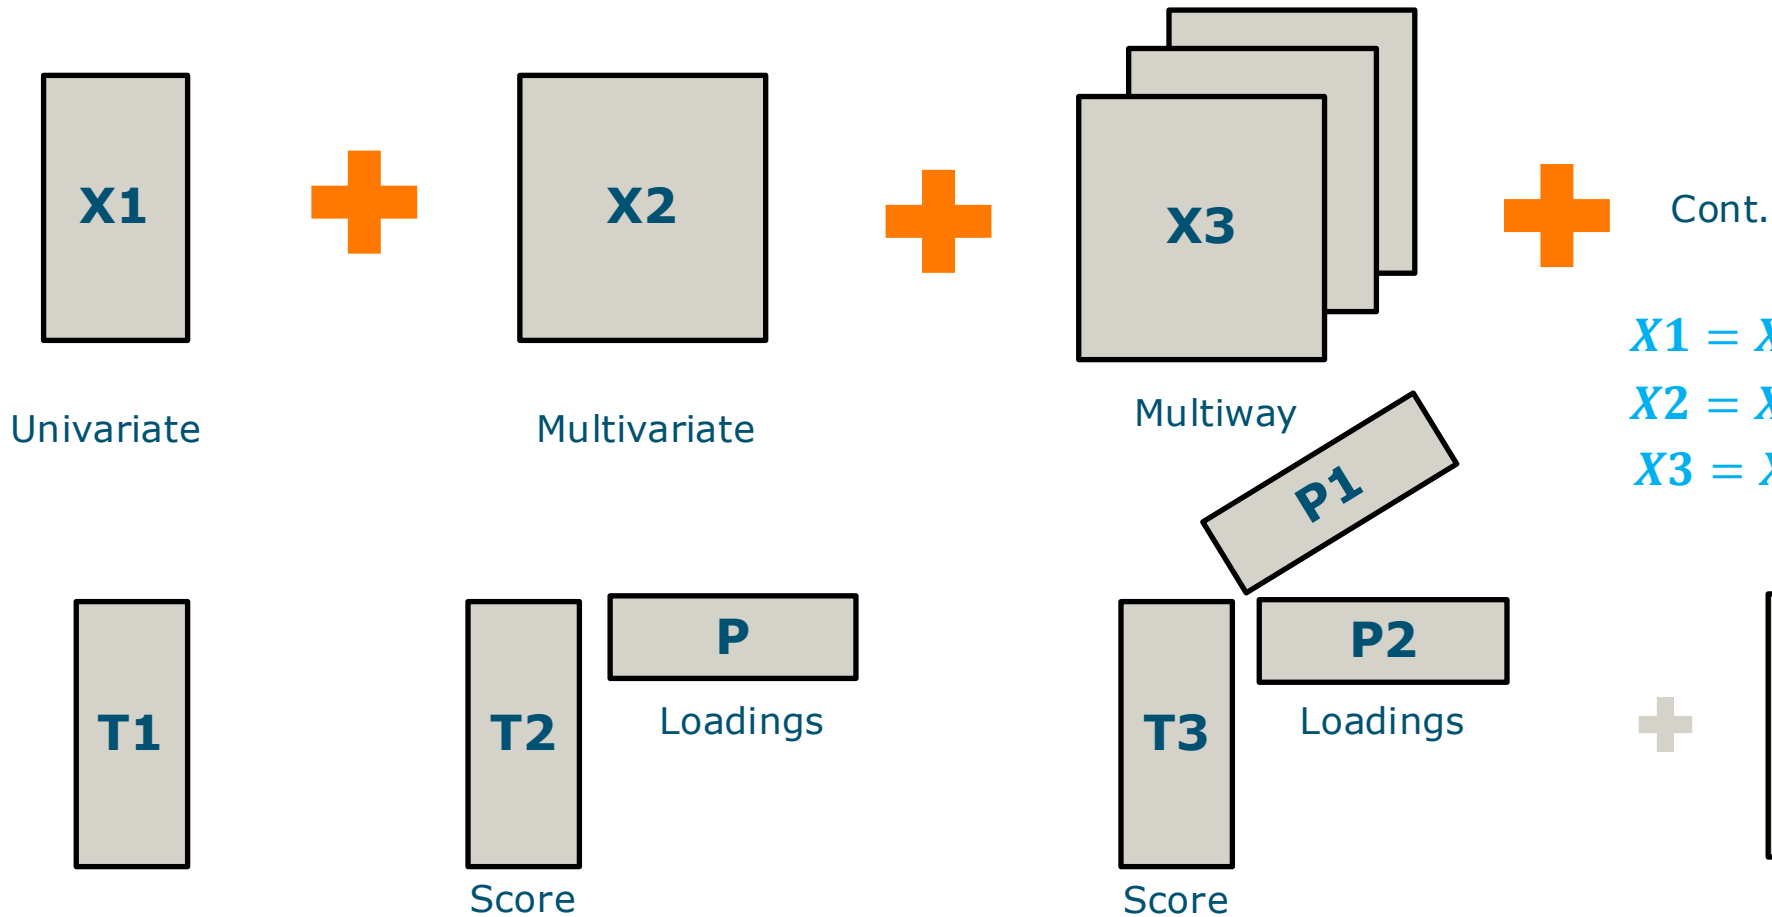 X1
X2
X3
Cont.
Univariate
Multivariate
Multiway
X1 =
X2 =
X3 =
P1
T1
T2
P
Loadings
T3
P2
Loadings
Score
Score